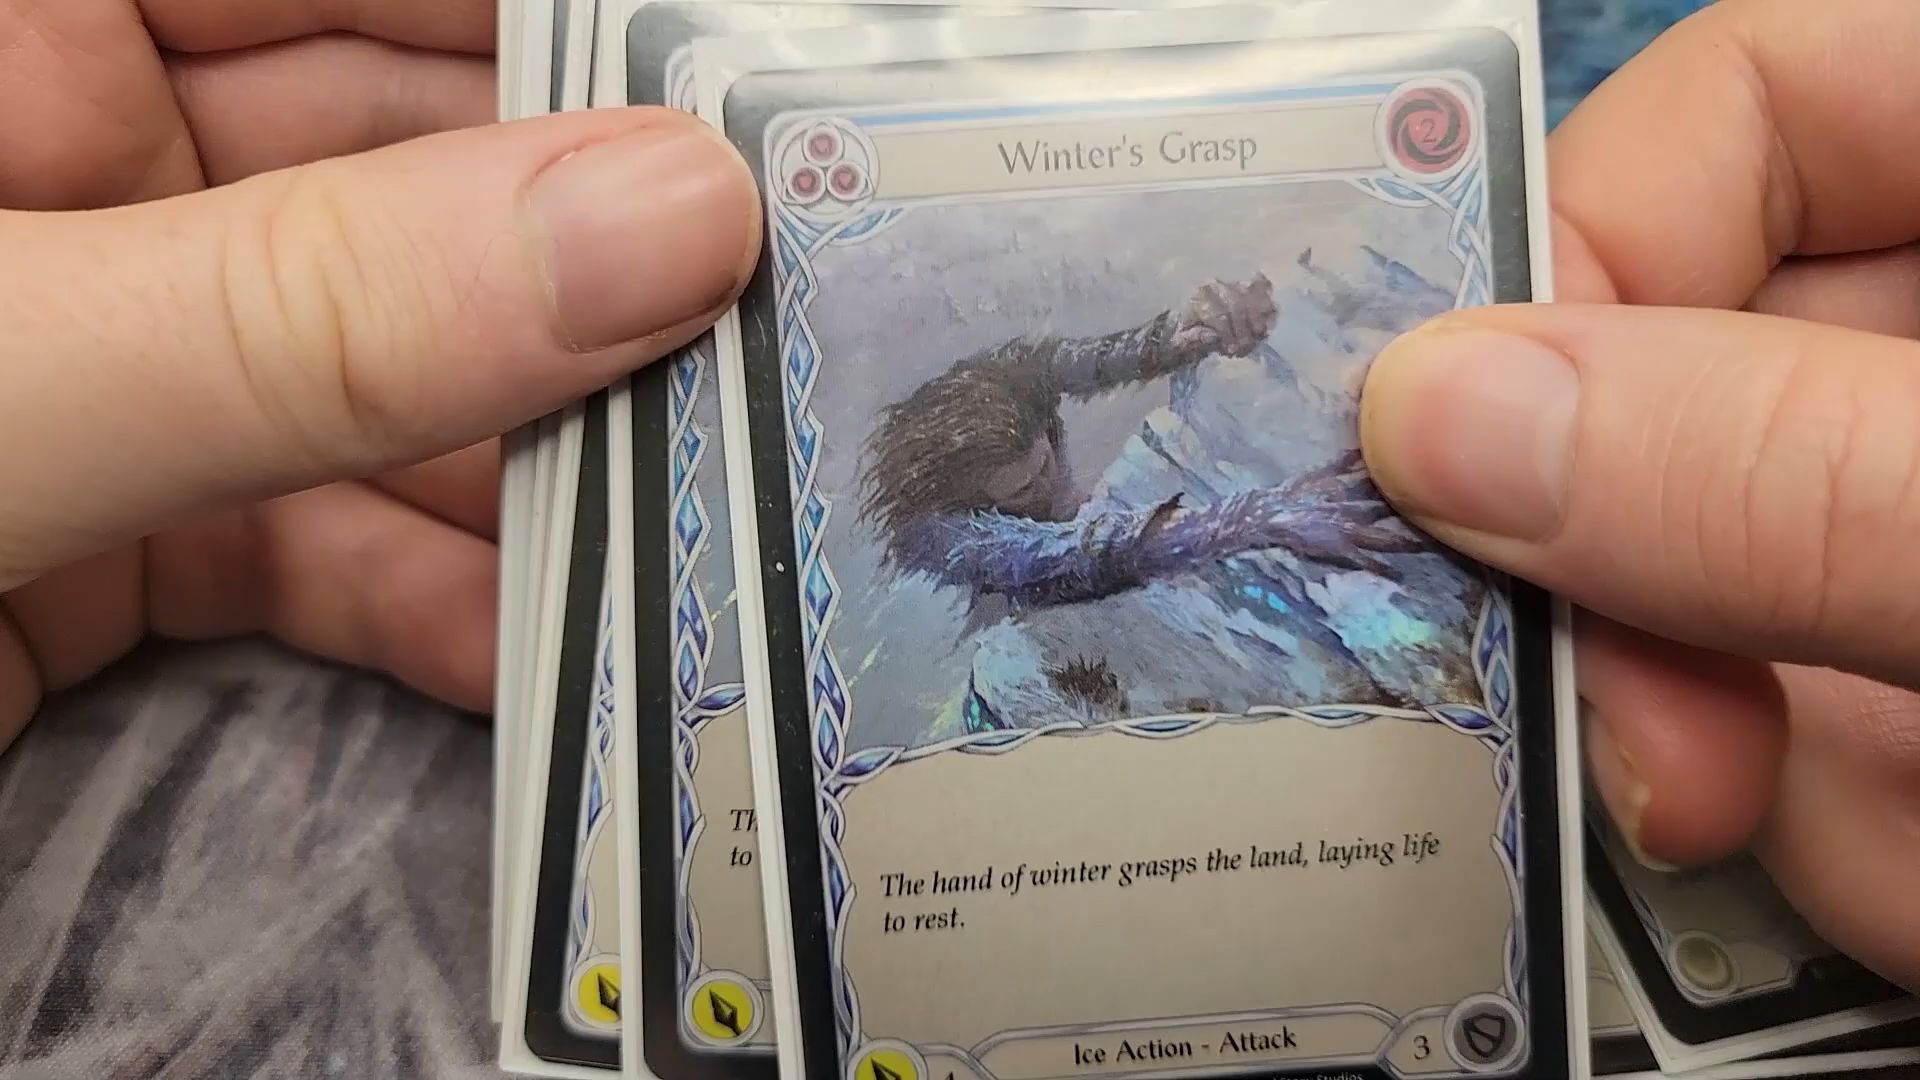 Winter's Grasp
2
The hand of winter grasps the land, laying life
to rest.
Th
to
Ice Action - Attack
3
Studios